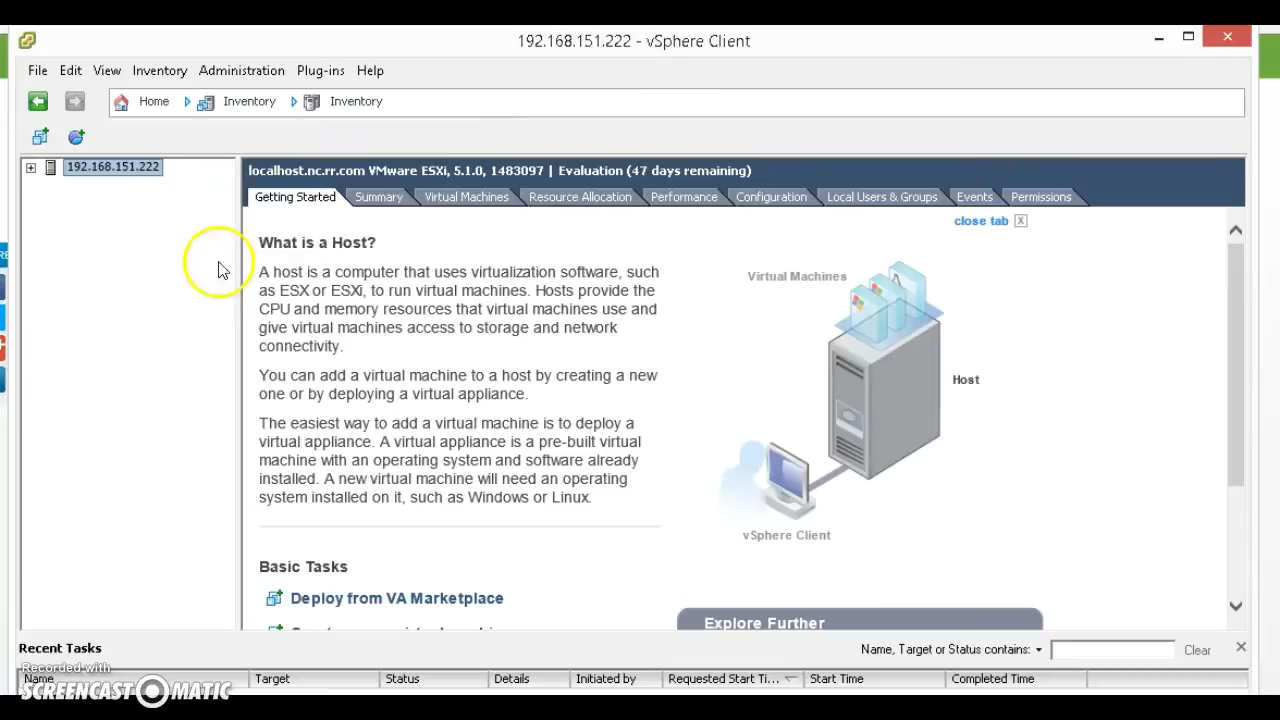 192.168.151.222 - vSphere Client
File Edit View Inventory Administration Plug-ins Help
Home Inventory Inventory
192.168.151.222
localhost.nc.rr.com VMware ESXi, 5.1.0, 1483097 | Evaluation (47 days remaining)
Getting Started Summary Virtual Machines Resource Allocation Performance Configuration Local Users & Groups Events Permissions
close tab X
What is a Host?
A host is a computer that uses virtualization software, such
as ESX or ESXi, to run virtual machines. Hosts provide the
CPU and memory resources that virtual machines use and
give virtual machines access to storage and network
connectivity.
You can add a virtual machine to a host by creating a new
one or by deploying a virtual appliance.
The easiest way to add a virtual machine is to deploy a
virtual appliance. A virtual appliance is a pre-built virtual
machine with an operating system and software already
installed. A new virtual machine will need an operating
system installed on it, such as Windows or Linux.
Virtual Machines
Host
vSphere Client
Basic Tasks
Deploy from VA Marketplace
Explore Further
Recent Tasks
Name, Target or Status contains: Clear
Name Target Status Details Initiated by Requested Start Ti... Start Time Completed Time
Recorded with
SCREENCAST MATIC